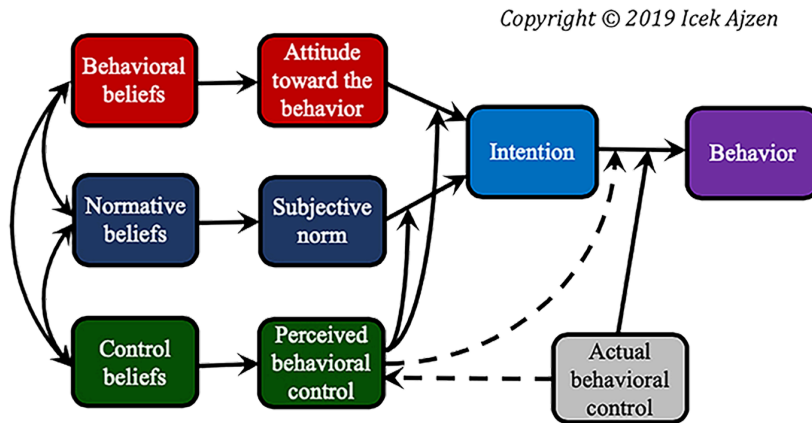 Copyright © 2019 Icek Ajzen
Behavioral
beliefs
Attitude
toward the
behavior
Intention
Behavior
Normative
beliefs
Subjective
norm
Control
beliefs
Perceived
behavioral
control
Actual
behavioral
control